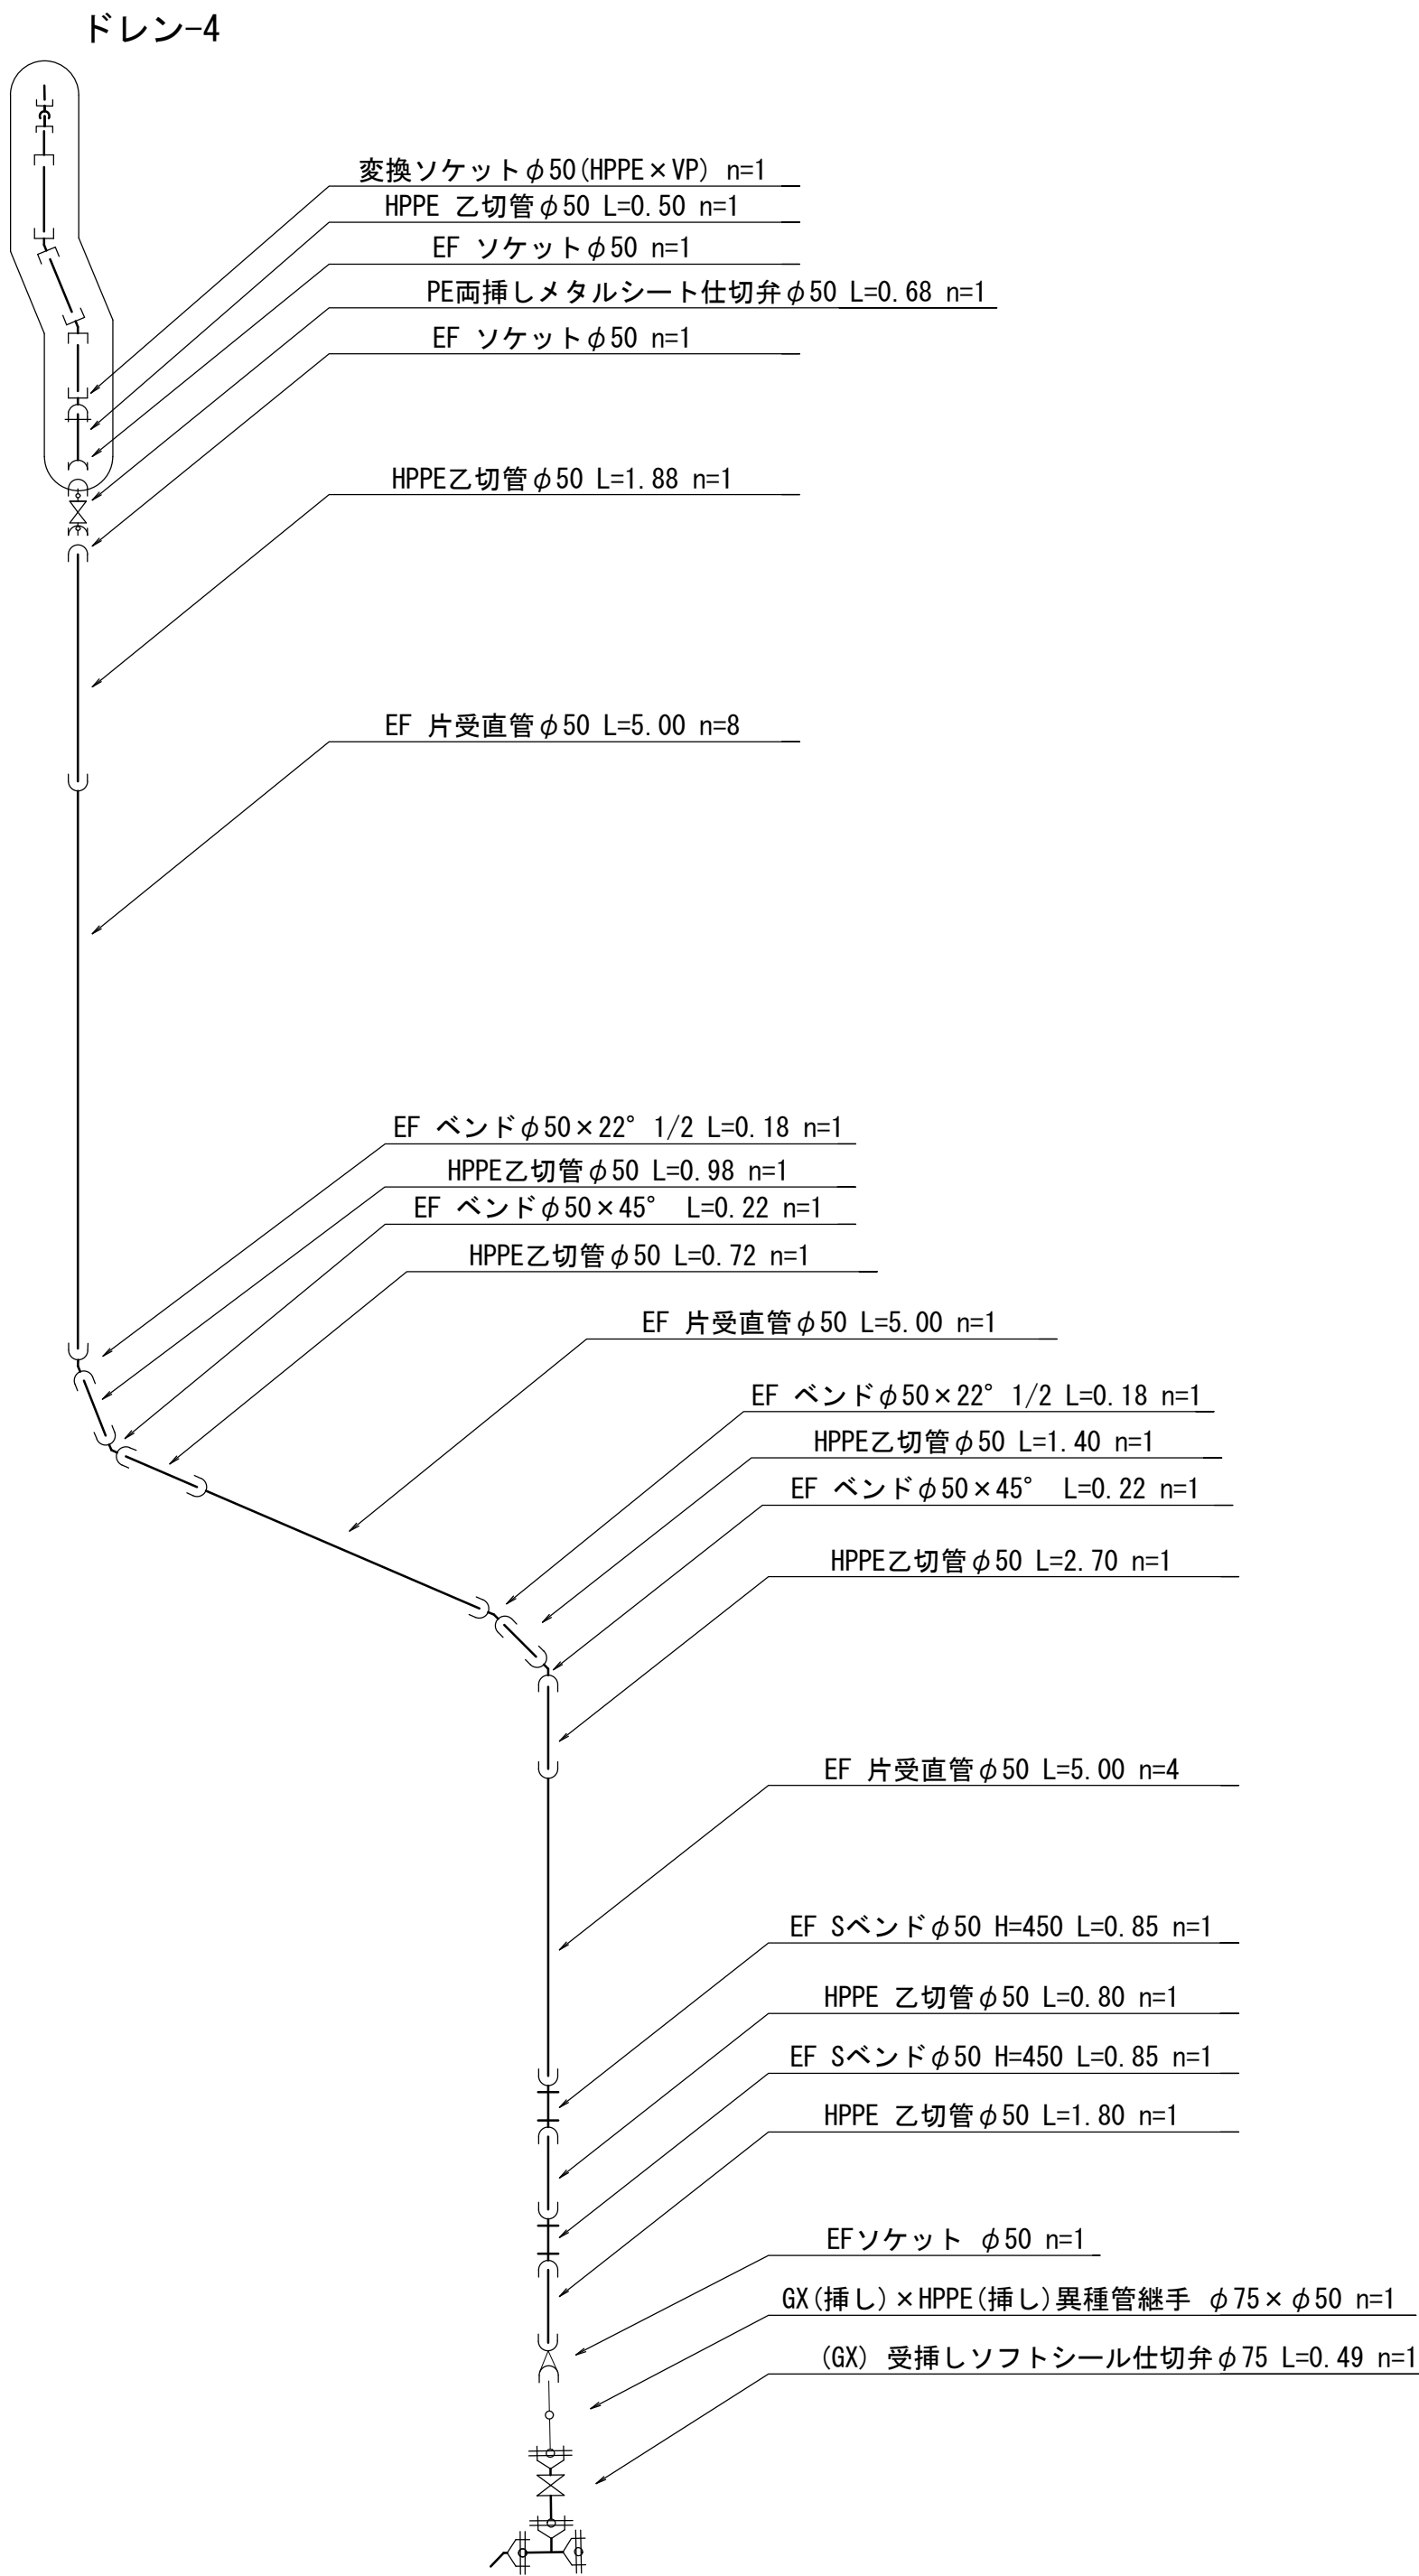 ドレン-4
変換ソケットφ50(HPPE×VP) n=1
HPPE 乙切管φ50 L=0.50 n=1
EF ソケットφ50 n=1
PE両挿しメタルシート仕切弁φ50 L=0.68 n=1
EF ソケットφ50 n=1
HPPE乙切管φ50 L=1.88 n=1
EF 片受直管φ50 L=5.00 n=8
EF ベンドφ50×22° 1/2 L=0.18 n=1
HPPE乙切管φ50 L=0.98 n=1
EF ベンドφ50×45° L=0.22 n=1
HPPE乙切管φ50 L=0.72 n=1
EF 片受直管φ50 L=5.00 n=1
EF ベンドφ50×22° 1/2 L=0.18 n=1
HPPE乙切管φ50 L=1.40 n=1
EF ベンドφ50×45° L=0.22 n=1
HPPE乙切管φ50 L=2.70 n=1
EF 片受直管φ50 L=5.00 n=4
EF Sベンドφ50 H=450 L=0.85 n=1
HPPE 乙切管φ50 L=0.80 n=1
EF Sベンドφ50 H=450 L=0.85 n=1
HPPE 乙切管φ50 L=1.80 n=1
EFソケット φ50 n=1
GX(挿し)×HPPE(挿し)異種管継手 φ75×φ50 n=1
(GX) 受挿しソフトシール仕切弁φ75 L=0.49 n=1